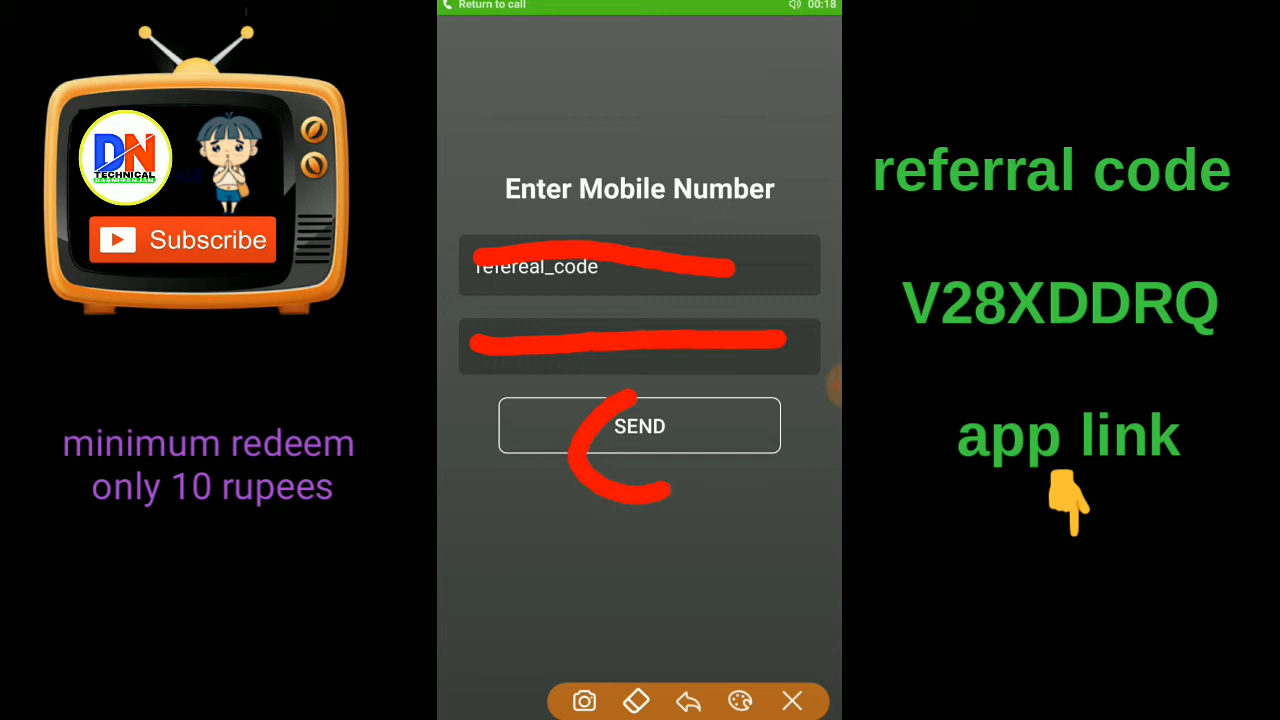 Return to call
00:18
DN
TECHNICAL
Subscribe
minimum redeem
only 10 rupees
Enter Mobile Number
refereal_code
SEND
referral code
V28XDDRQ
app link